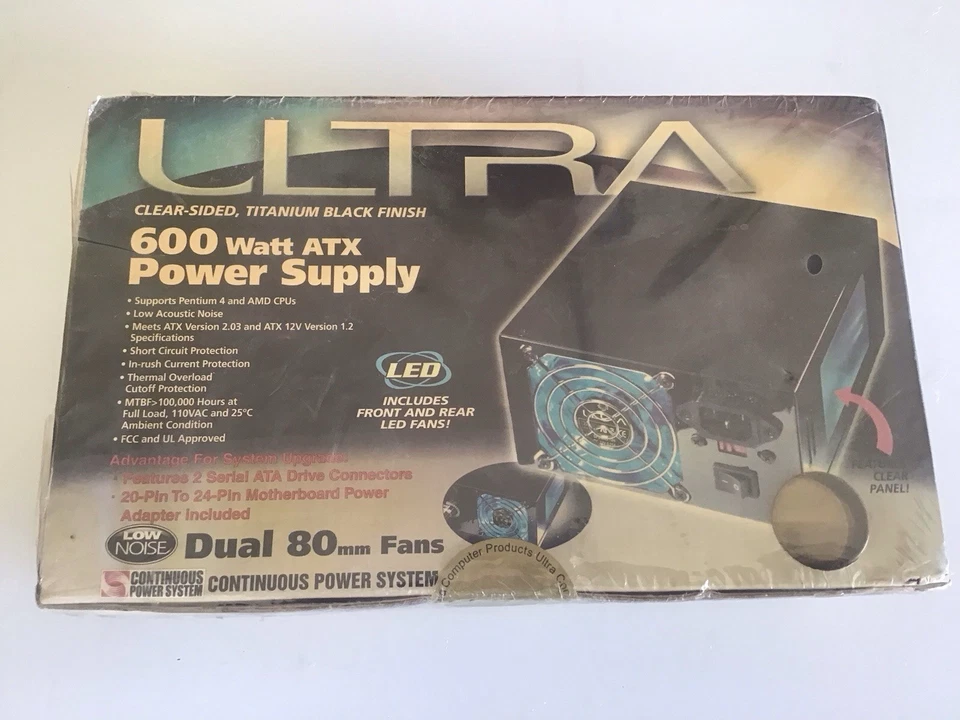 ULTRA
CLEAR-SIDED, TITANIUM BLACK FINISH
600 Watt ATX
Power Supply
• Supports Pentium 4 and AMD CPUs
• Low Acoustic Noise
• Meets ATX Version 2.03 and ATX 12V Version 1.2
Specifications
• Short Circuit Protection
• In-rush Current Protection
• Thermal Overload
Cutoff Protection
• MTBF>100,000 Hours at
Full Load, 110VAC and 25°C
Ambient Condition
• FCC and UL Approved
LED
INCLUDES
FRONT AND REAR
LED FANS!
Advantage For System Upgrade:
· Features 2 Serial ATA Drive Connectors
· 20-Pin To 24-Pin Motherboard Power
Adapter Included
CLEAR
PANEL!
LOW
NOISE
Dual 80mm Fans
CONTINUOUS
POWER SYSTEM
CONTINUOUS POWER SYSTEM
Computer Products Ultra